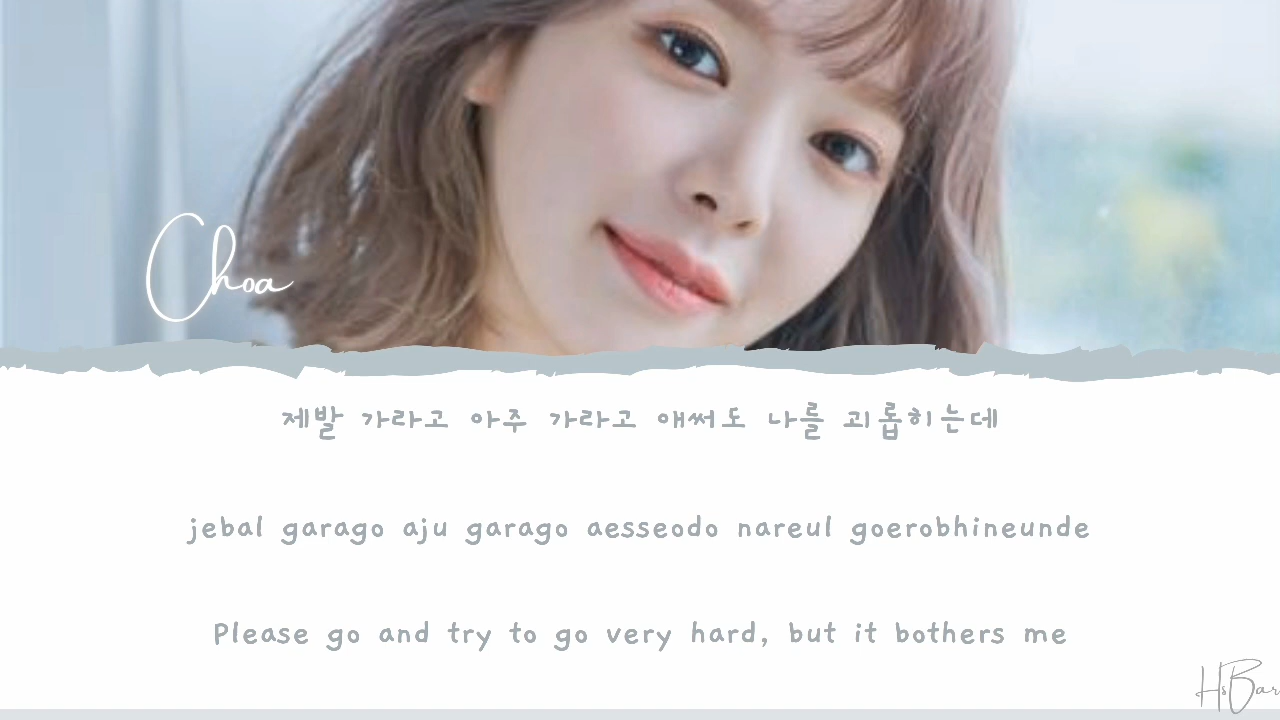 Choa
제발 가라고 아주 가라고 애써도 나를 괴롭히는데
jebal garago aju garago aesseodo nareul goerobhineunde
Please go and try to go very hard, but it bothers me
HsBar